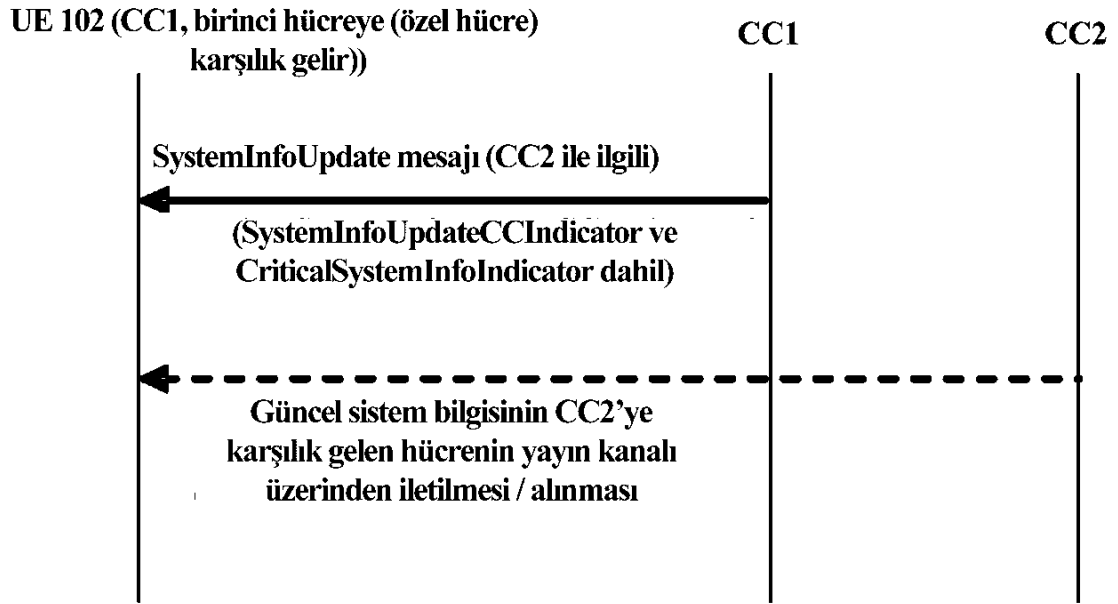 UE 102 (CC1, birinci hücreye (özel hücre)
karşılık gelir))
CC1
CC2
SystemInfoUpdate mesajı (CC2 ile ilgili)
(SystemInfoUpdateCCIndicator ve
CriticalSystemInfoIndicator dahil)
Güncel sistem bilgisinin CC2’ye
karşılık gelen hücrenin yayın kanalı
üzerinden iletilmesi / alınması